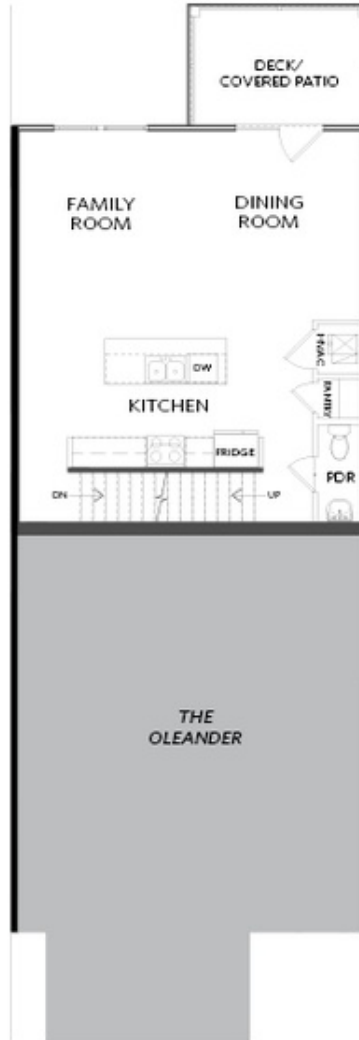 DECK/
COVERED PATIO
FAMILY
ROOM
DINING
ROOM
HVAC
DW
PANTRY
KITCHEN
FRIDGE
PDR
DN
UP
THE
OLEANDER